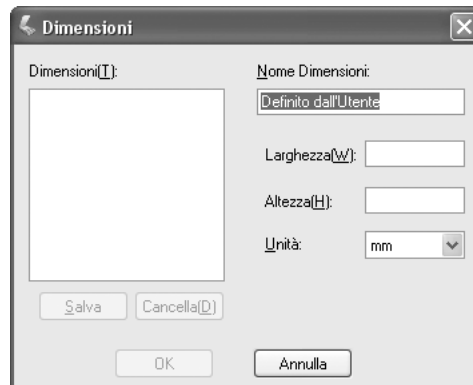 Dimensioni
Dimensioni(T):
Nome Dimensioni:
Definito dall'Utente
Larghezza(W):
Altezza(H):
Unità:
mm
Salva
Cancella(D)
OK
Annulla